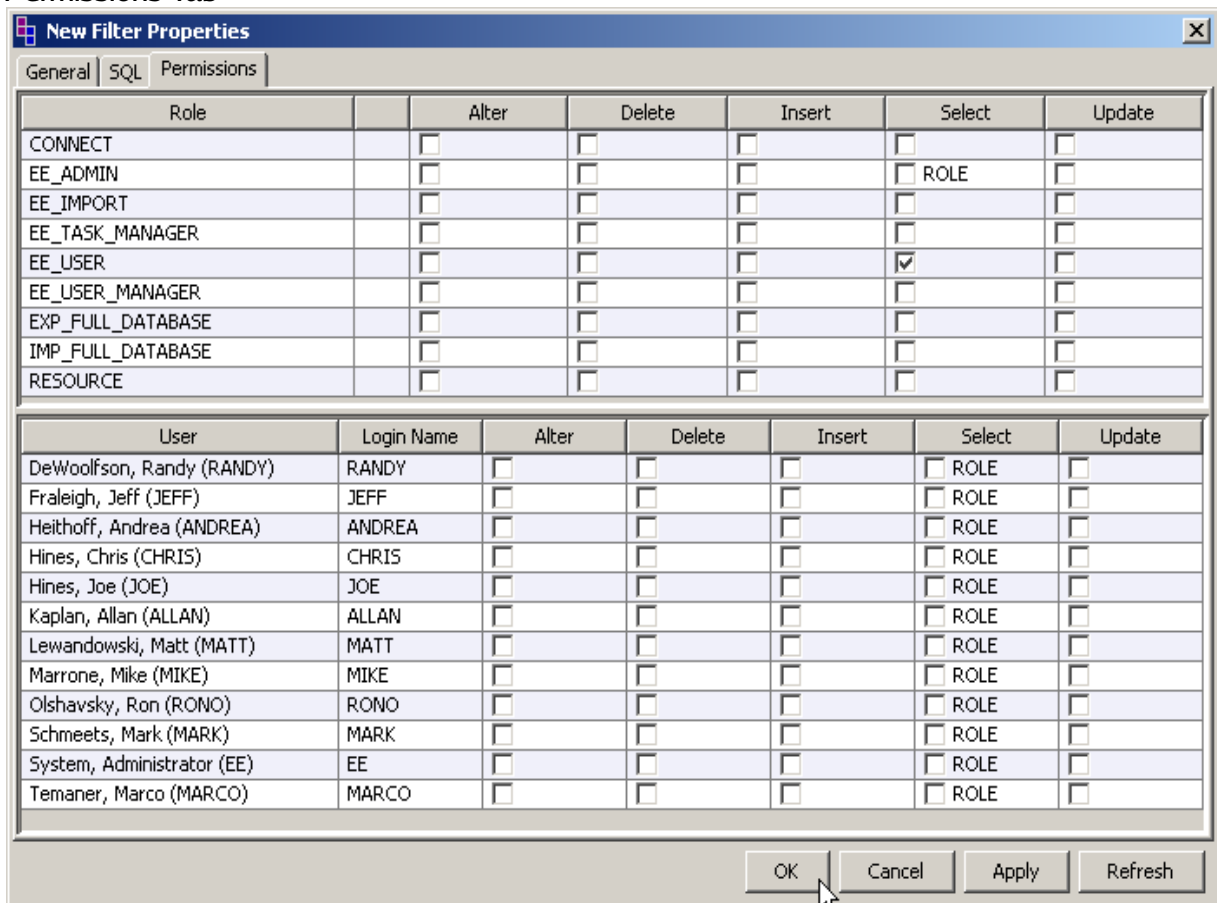 Permissions Tab
New Filter Properties
General SQL Permissions
Role Alter Delete Insert Select Update
CONNECT
EE_ADMIN ROLE
EE_IMPORT
EE_TASK_MANAGER
EE_USER
EE_USER_MANAGER
EXP_FULL_DATABASE
IMP_FULL_DATABASE
RESOURCE
User Login Name Alter Delete Insert Select Update
DeWoolfson, Randy (RANDY) RANDY ROLE
Fraleigh, Jeff (JEFF) JEFF ROLE
Heithoff, Andrea (ANDREA) ANDREA ROLE
Hines, Chris (CHRIS) CHRIS ROLE
Hines, Joe (JOE) JOE ROLE
Kaplan, Allan (ALLAN) ALLAN ROLE
Lewandowski, Matt (MATT) MATT ROLE
Marrone, Mike (MIKE) MIKE ROLE
Olshavsky, Ron (RONO) RONO ROLE
Schmeets, Mark (MARK) MARK ROLE
System, Administrator (EE) EE ROLE
Temaner, Marco (MARCO) MARCO ROLE
OK Cancel Apply Refresh